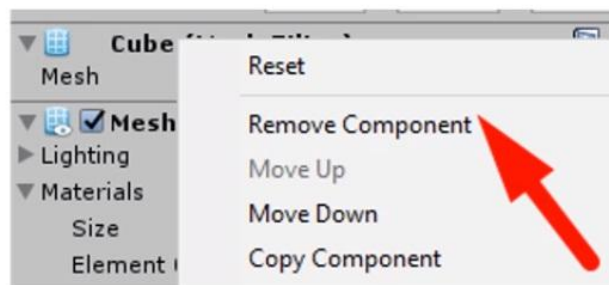 Cube
Mesh
Reset
Mesh
Remove Component
Lighting
Move Up
Materials
Move Down
Size
Element
Copy Component